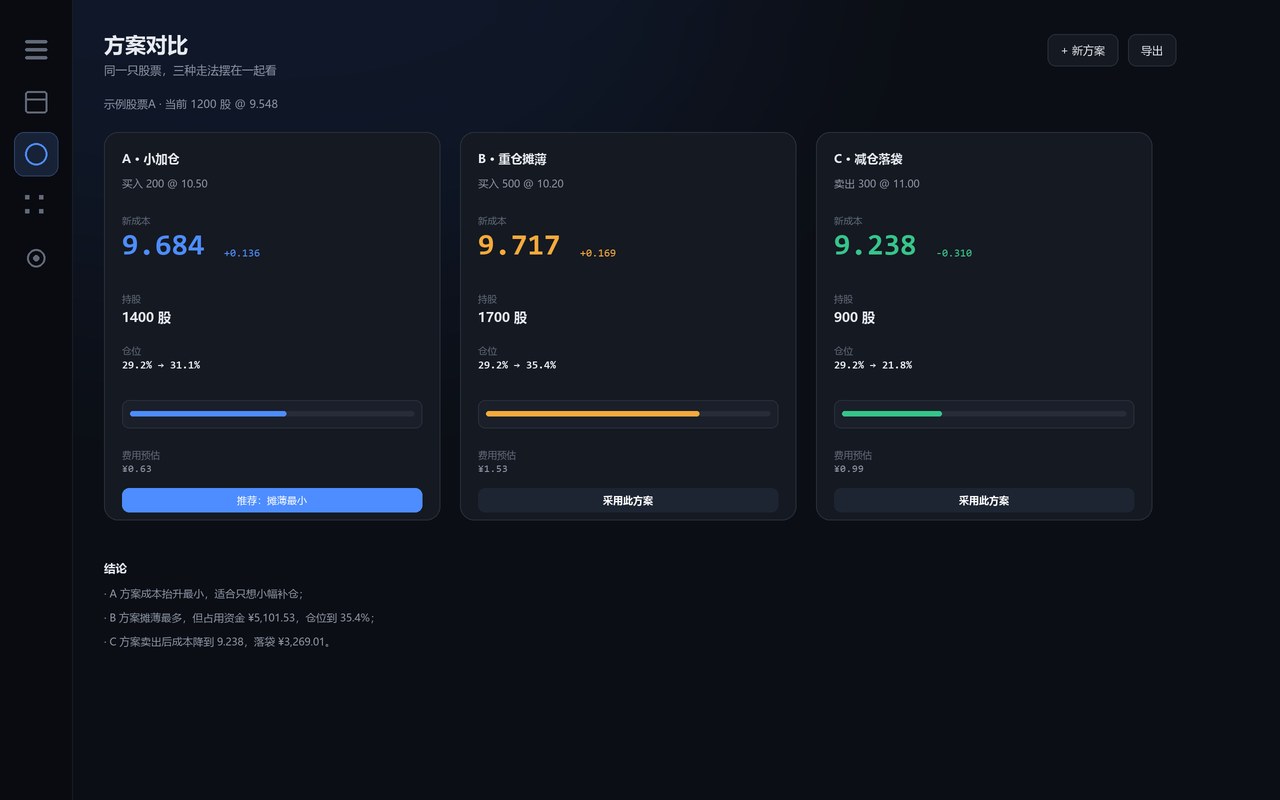 方案对比
同一只股票，三种走法摆在一起看
+ 新方案
导出
示例股票A · 当前 1200 股 @ 9.548
A • 小加仓
买入 200 @ 10.50
新成本
9.684 +0.136
持股
1400 股
仓位
29.2% → 31.1%
费用预估
¥0.63
推荐：摊薄最小
B • 重仓摊薄
买入 500 @ 10.20
新成本
9.717 +0.169
持股
1700 股
仓位
29.2% → 35.4%
费用预估
¥1.53
采用此方案
C • 减仓落袋
卖出 300 @ 11.00
新成本
9.238 -0.310
持股
900 股
仓位
29.2% → 21.8%
费用预估
¥0.99
采用此方案
结论
· A 方案成本抬升最小，适合只想小幅补仓；
· B 方案摊薄最多，但占用资金 ¥5,101.53，仓位到 35.4%；
· C 方案卖出后成本降到 9.238，落袋 ¥3,269.01。